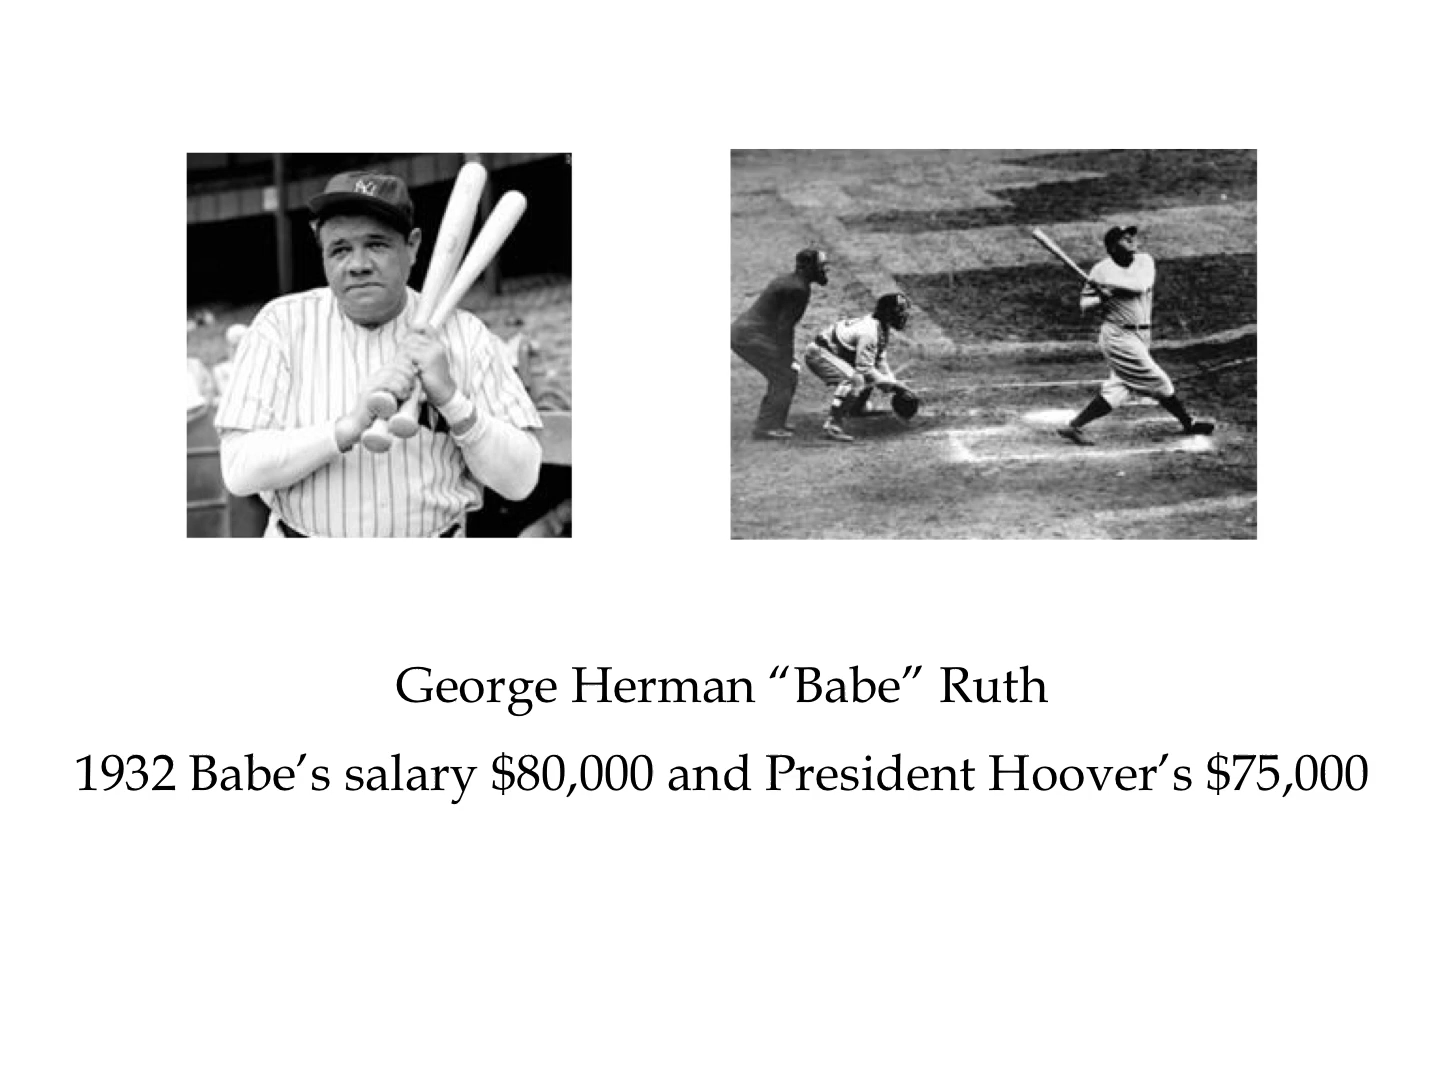 George Herman “Babe” Ruth
1932 Babe’s salary $80,000 and President Hoover’s $75,000